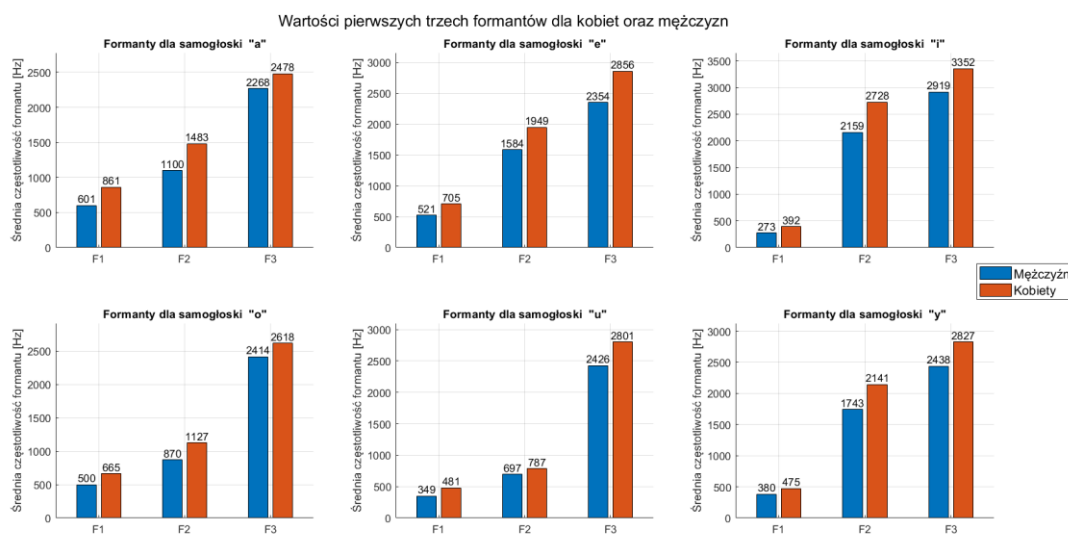 Wartości pierwszych trzech formantów dla kobiet oraz mężczyzn
Formanty dla samogłoski "a"
Średnia częstotliwość formantu [Hz]
2500
2000
1500
1000
500
0
601
861
1100
1483
2268
2478
F1
F2
F3
Formanty dla samogłoski "e"
Średnia częstotliwość formantu [Hz]
3000
2500
2000
1500
1000
500
0
521
705
1584
1949
2354
2856
F1
F2
F3
Formanty dla samogłoski "i"
Średnia częstotliwość formantu [Hz]
3500
3000
2500
2000
1500
1000
500
0
273
392
2159
2728
2919
3352
F1
F2
F3
Mężczyźn
Kobiety
Formanty dla samogłoski "o"
Średnia częstotliwość formantu [Hz]
2500
2000
1500
1000
500
0
500
665
870
1127
2414
2618
F1
F2
F3
Formanty dla samogłoski "u"
Średnia częstotliwość formantu [Hz]
3000
2500
2000
1500
1000
500
0
349
481
697
787
2426
2801
F1
F2
F3
Formanty dla samogłoski "y"
Średnia częstotliwość formantu [Hz]
3000
2500
2000
1500
1000
500
0
380
475
1743
2141
2438
2827
F1
F2
F3